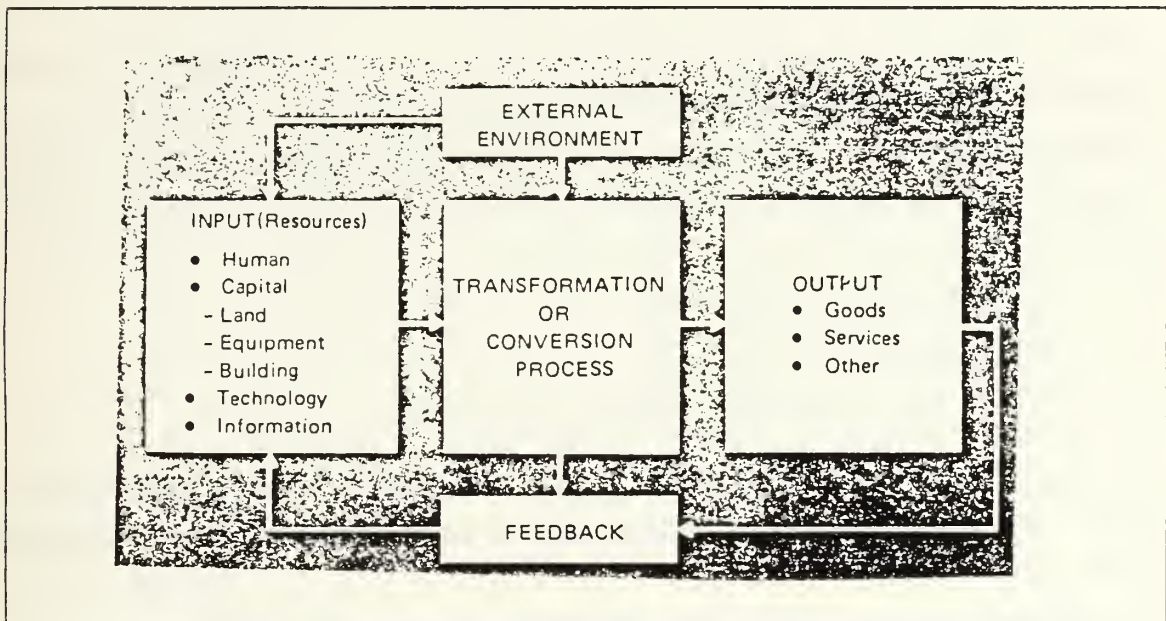 EXTERNAL
ENVIRONMENT
INPUT(Resources)
● Human
● Capital
- Land
- Equipment
- Building
● Technology
● Information
TRANSFORMATION
OR
CONVERSION
PROCESS
OUTPUT
● Goods
● Services
● Other
FEEDBACK